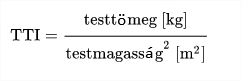 TTI = testtömeg [kg]
testmagasság² [m²]